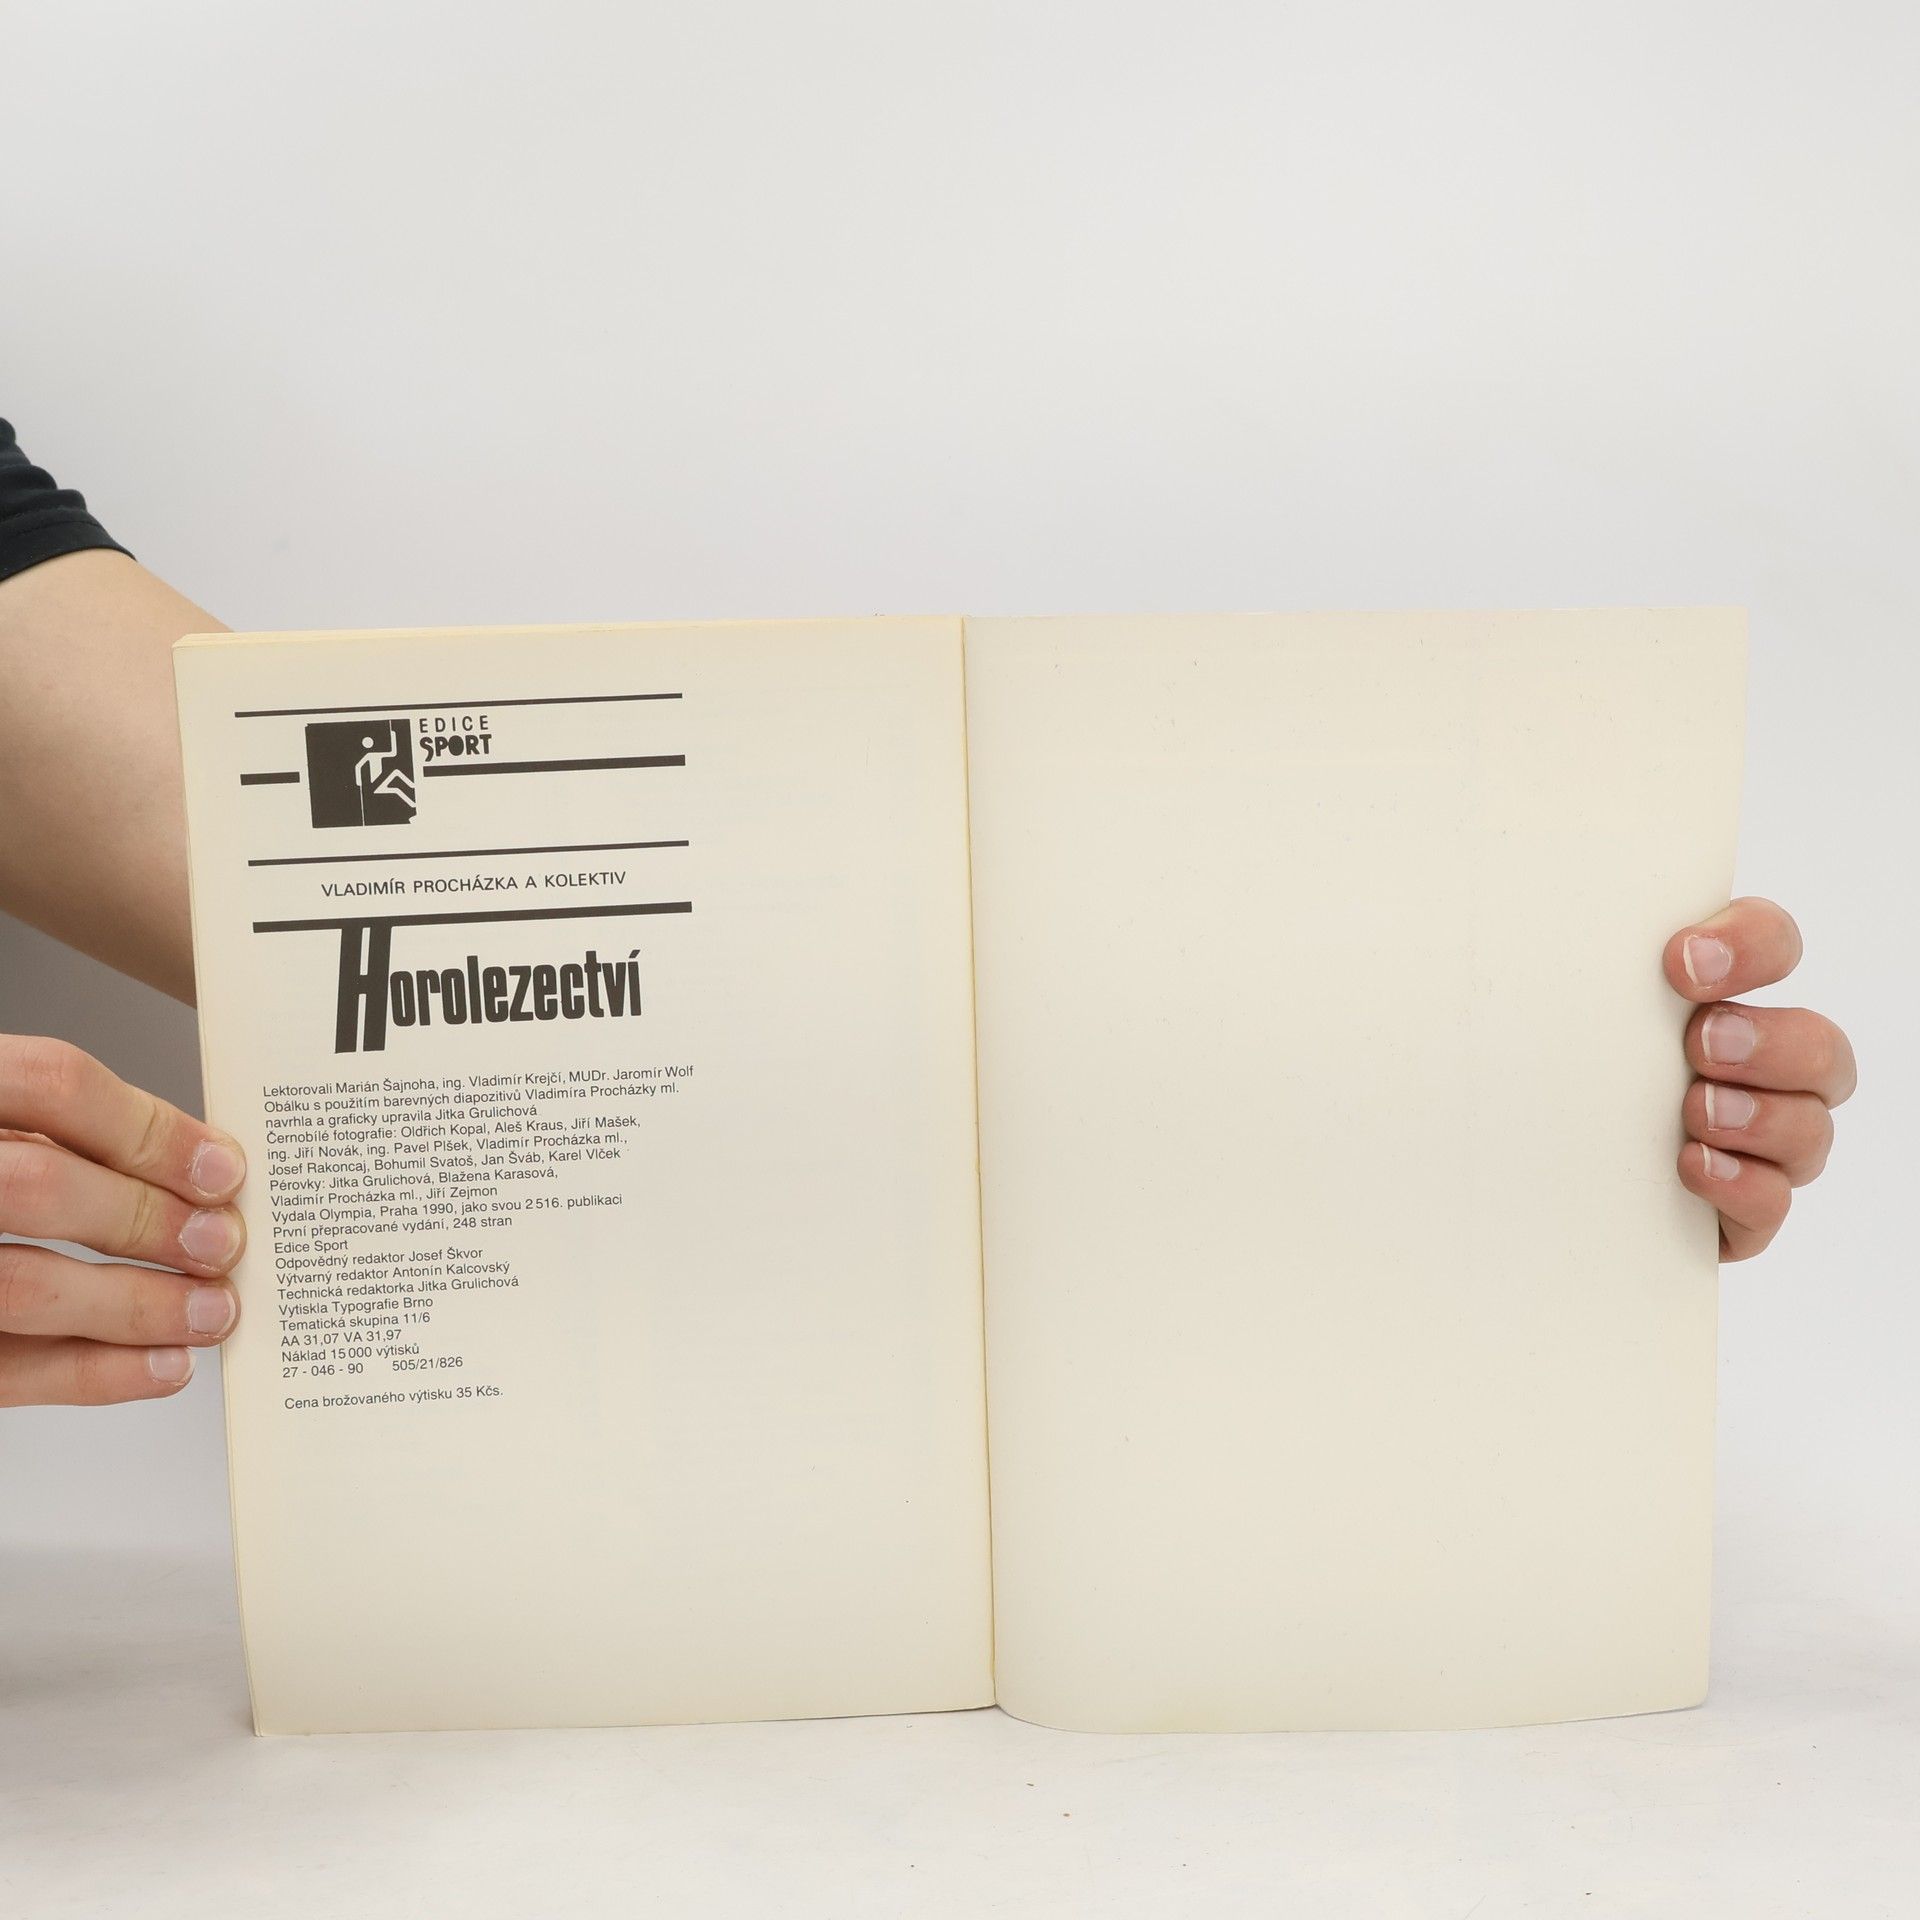 EDICE
SPORT
VLADIMÍR PROCHÁZKA A KOLEKTIV
Horolezectví
Lektorovali Marián Šajnoha, ing. Vladimír Krejčí, MUDr. Jaromír Wolf
Obálku s použitím barevných diapozitivů Vladimíra Procházky ml.
navrhla a graficky upravila Jitka Grulichová
Černobílé fotografie: Oldřich Kopal, Aleš Kraus, Jiří Mašek,
ing. Jiří Novák, ing. Pavel Plšek, Vladimír Procházka ml.,
Josef Rakoncaj, Bohumil Svatoš, Jan Šváb, Karel Vlček
Pérovky: Jitka Grulichová, Blažena Karasová,
Vladimír Procházka ml., Jiří Zejmon
Vydala Olympia, Praha 1990, jako svou 2 516. publikaci
První přepracované vydání, 248 stran
Edice Sport
Odpovědný redaktor Josef Škvor
Výtvarný redaktor Antonín Kalcovský
Technická redaktorka Jitka Grulichová
Vytiskla Typografie Brno
Tematická skupina 11/6
AA 31,07 VA 31,97
Náklad 15 000 výtisků
27 - 046 - 90 505/21/826
Cena brožovaného výtisku 35 Kčs.